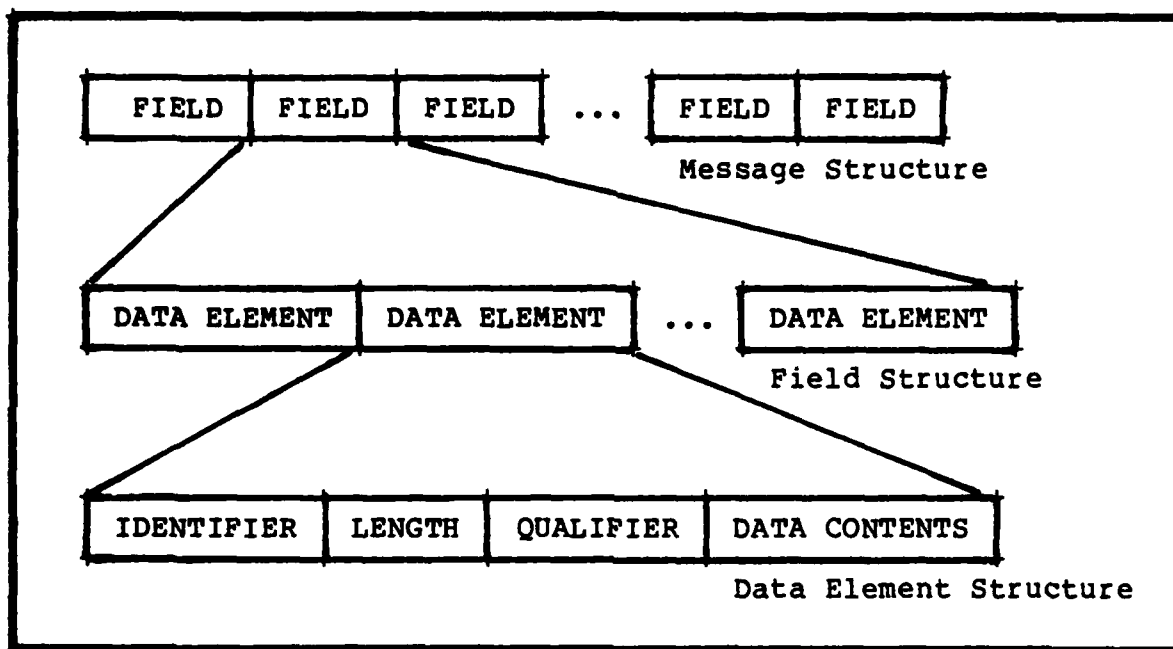 FIELD FIELD FIELD ... FIELD FIELD
Message Structure
DATA ELEMENT DATA ELEMENT ... DATA ELEMENT
Field Structure
IDENTIFIER LENGTH QUALIFIER DATA CONTENTS
Data Element Structure